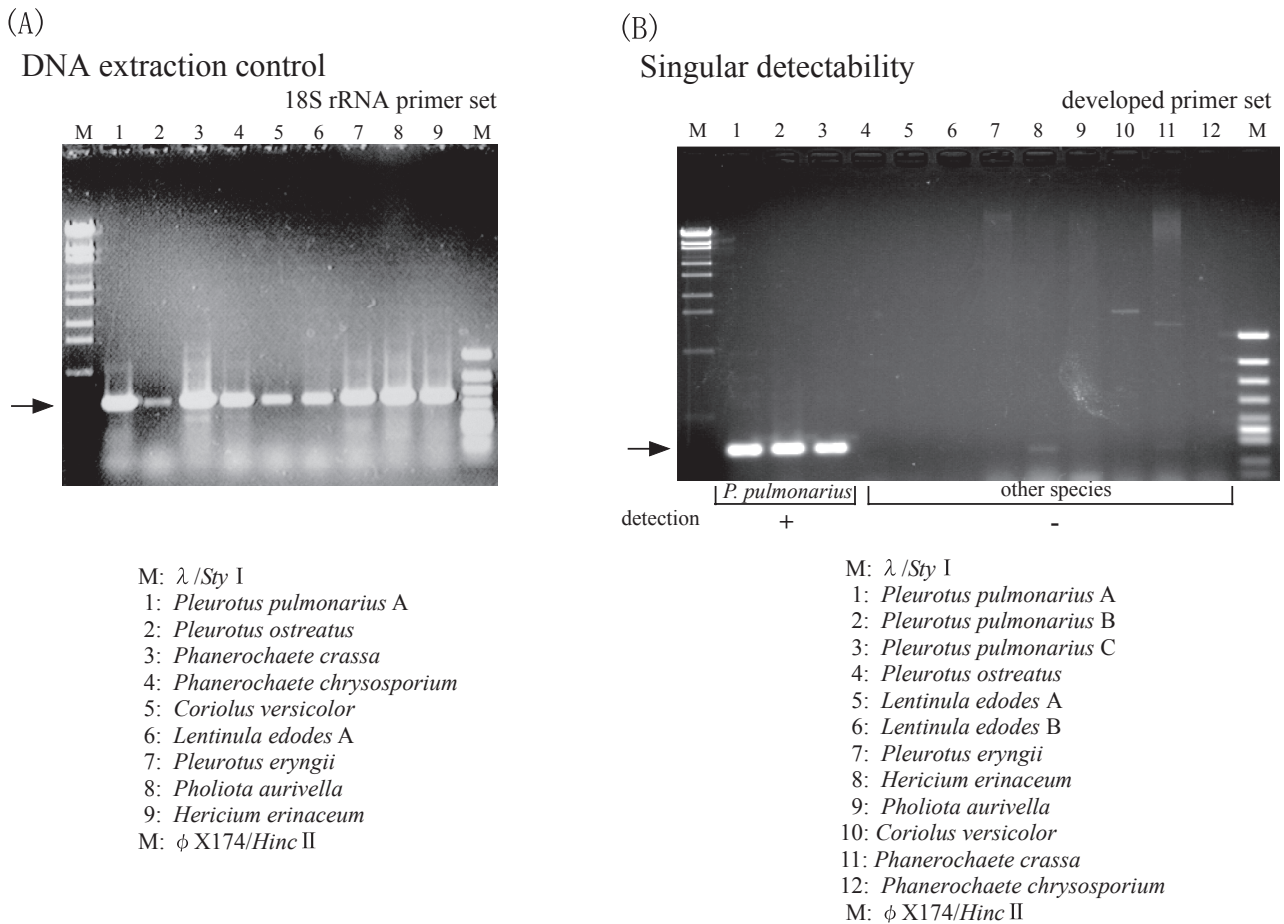 (A)
DNA extraction control
18S rRNA primer set
M 1 2 3 4 5 6 7 8 9 M
M: λ/Sty I
1: Pleurotus pulmonarius A
2: Pleurotus ostreatus
3: Phanerochaete crassa
4: Phanerochaete chrysosporium
5: Coriolus versicolor
6: Lentinula edodes A
7: Pleurotus eryngii
8: Pholiota aurivella
9: Hericium erinaceum
M: φX174/Hinc II
(B)
Singular detectability
developed primer set
M 1 2 3 4 5 6 7 8 9 10 11 12 M
P. pulmonarius other species
detection + -
M: λ/Sty I
1: Pleurotus pulmonarius A
2: Pleurotus pulmonarius B
3: Pleurotus pulmonarius C
4: Pleurotus ostreatus
5: Lentinula edodes A
6: Lentinula edodes B
7: Pleurotus eryngii
8: Hericium erinaceum
9: Pholiota aurivella
10: Coriolus versicolor
11: Phanerochaete crassa
12: Phanerochaete chrysosporium
M: φX174/Hinc II